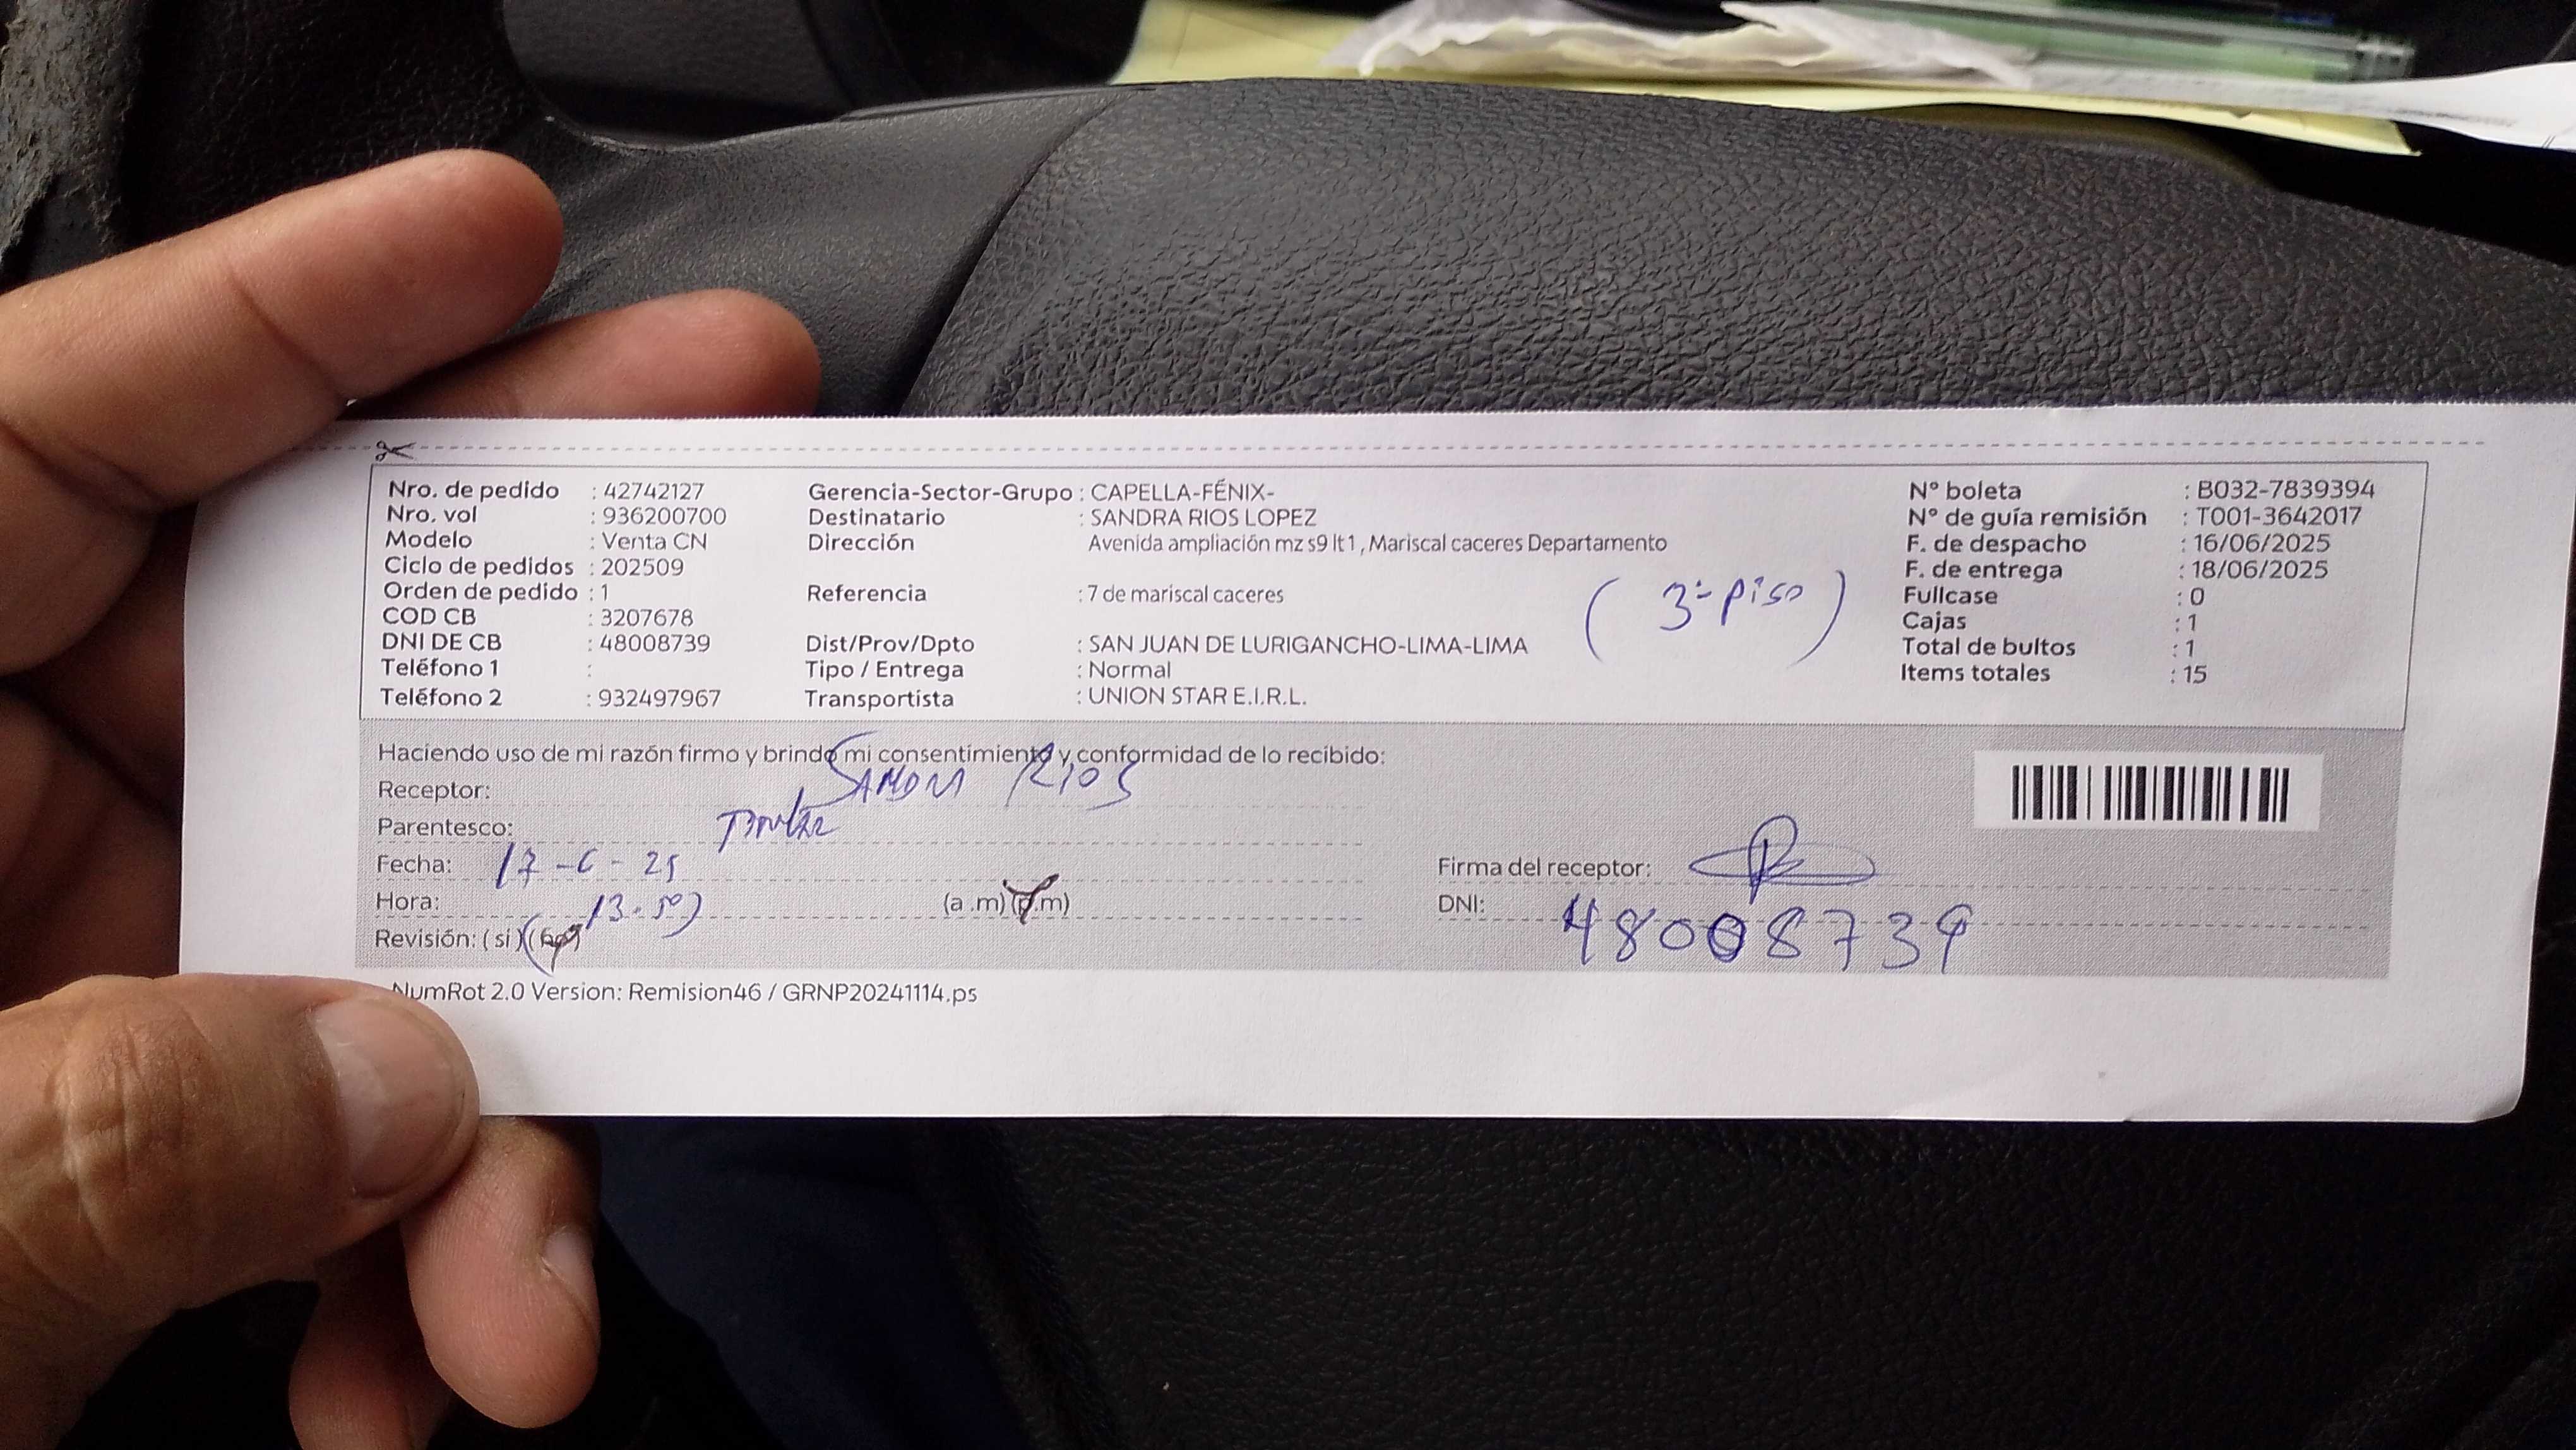 Nro. de pedido : 42742127
Nro. vol : 936200700
Modelo : Venta CN
Ciclo de pedidos : 202509
Orden de pedido : 1
COD CB : 3207678
DNI DE CB : 48008739
Teléfono 1 :
Teléfono 2 : 932497967
Gerencia-Sector-Grupo : CAPELLA-FÉNIX-
Destinatario : SANDRA RIOS LOPEZ
Dirección Avenida ampliación mz s9 lt1 , Mariscal caceres Departamento
Referencia : 7 de mariscal caceres
(3º piso)
Dist/Prov/Dpto : SAN JUAN DE LURIGANCHO-LIMA-LIMA
Tipo / Entrega : Normal
Transportista : UNION STAR E.I.R.L.
N° boleta : B032-7839394
N° de guía remisión : T001-3642017
F. de despacho : 16/06/2025
F. de entrega : 18/06/2025
Fullcase : 0
Cajas : 1
Total de bultos : 1
Items totales : 15
Haciendo uso de mi razón firmo y brindo mi consentimiento y conformidad de lo recibido:
Receptor: SANDRA RIOS
Parentesco:
Fecha: 17-6-25
Hora: 13.50 (a .m) (p.m)
Revisión: ( si ) (no)
Firma del receptor:
DNI: 48008739
NumRot 2.0 Version: Remision46 / GRNP20241114.ps